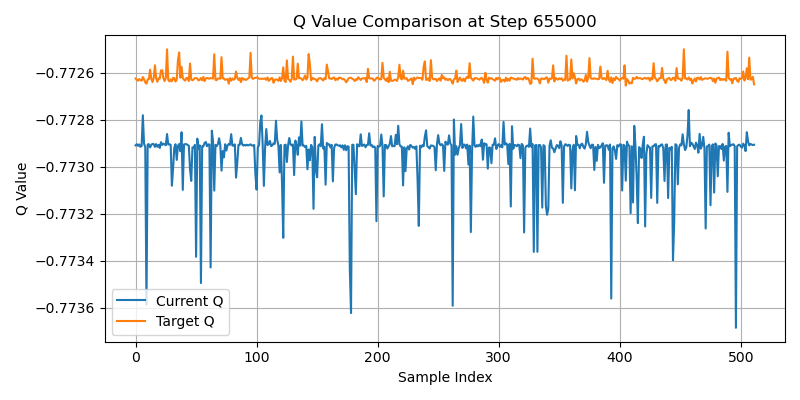 Q Value Comparison at Step 655000
Q Value
−0.7726
−0.7728
−0.7730
−0.7732
−0.7734
−0.7736
Current Q
Target Q
0 100 200 300 400 500
Sample Index